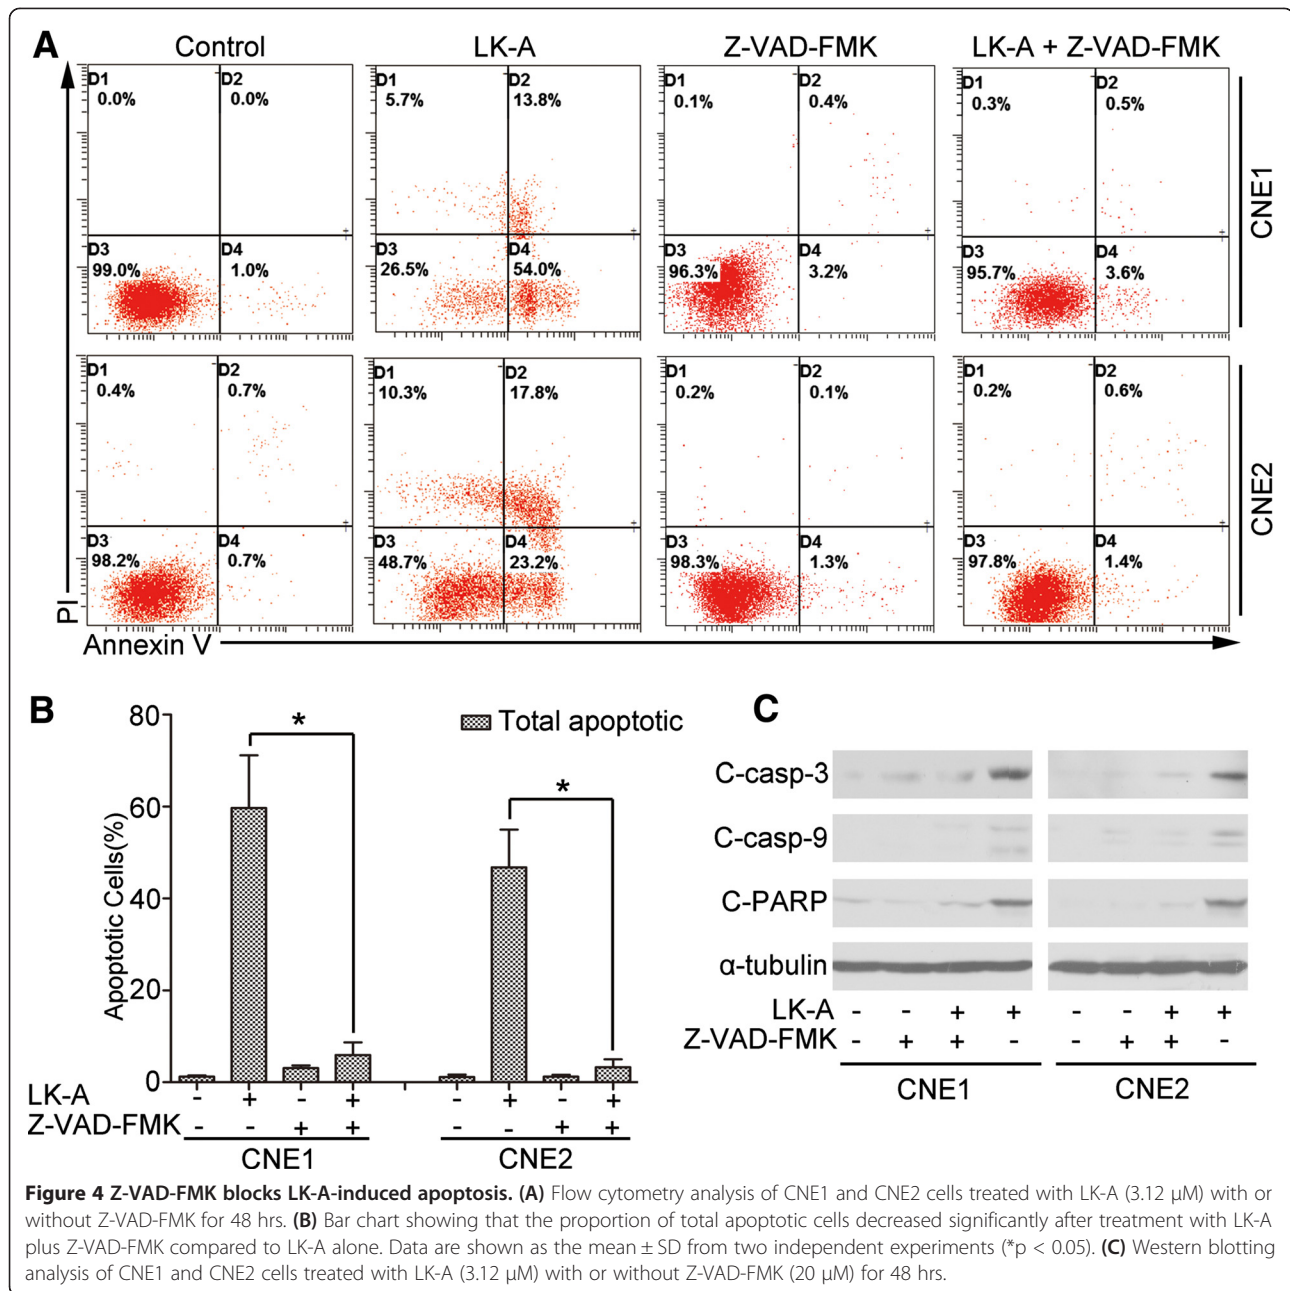 A
Control LK-A Z-VAD-FMK LK-A + Z-VAD-FMK
D1 0.0% D2 0.0% D3 99.0% D4 1.0%
D1 5.7% D2 13.8% D3 26.5% D4 54.0%
D1 0.1% D2 0.4% D3 96.3% D4 3.2%
D1 0.3% D2 0.5% D3 95.7% D4 3.6%
CNE1
D1 0.4% D2 0.7% D3 98.2% D4 0.7%
D1 10.3% D2 17.8% D3 48.7% D4 23.2%
D1 0.2% D2 0.1% D3 98.3% D4 1.3%
D1 0.2% D2 0.6% D3 97.8% D4 1.4%
CNE2
PI
Annexin V
B
Total apoptotic
Apoptotic Cells(%)
80
60
40
20
0
* *
LK-A - + - + - + - +
Z-VAD-FMK - - + + - - + +
CNE1 CNE2
C
C-casp-3
C-casp-9
C-PARP
α-tubulin
LK-A - - + + - - + +
Z-VAD-FMK - + + - - + + -
CNE1 CNE2
Figure 4 Z-VAD-FMK blocks LK-A-induced apoptosis. (A) Flow cytometry analysis of CNE1 and CNE2 cells treated with LK-A (3.12 μM) with or
without Z-VAD-FMK for 48 hrs. (B) Bar chart showing that the proportion of total apoptotic cells decreased significantly after treatment with LK-A
plus Z-VAD-FMK compared to LK-A alone. Data are shown as the mean ± SD from two independent experiments (*p < 0.05). (C) Western blotting
analysis of CNE1 and CNE2 cells treated with LK-A (3.12 μM) with or without Z-VAD-FMK (20 μM) for 48 hrs.